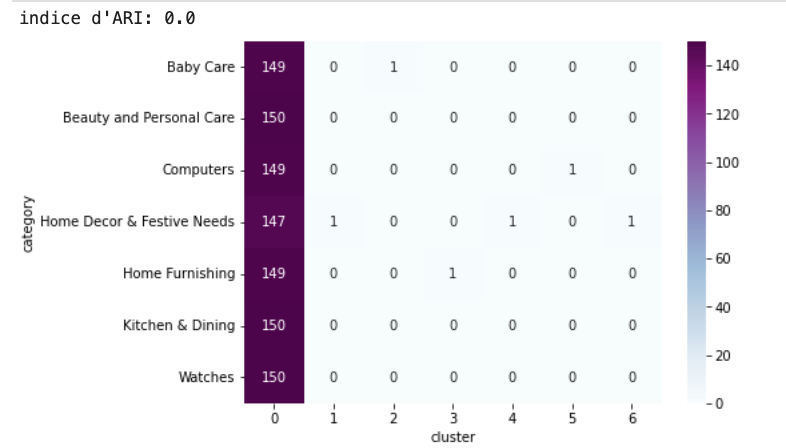 indice d'ARI: 0.0
Baby Care 149 0 1 0 0 0 0
Beauty and Personal Care 150 0 0 0 0 0 0
Computers 149 0 0 0 0 1 0
Home Decor & Festive Needs 147 1 0 0 1 0 1
Home Furnishing 149 0 0 1 0 0 0
Kitchen & Dining 150 0 0 0 0 0 0
Watches 150 0 0 0 0 0 0
0 1 2 3 4 5 6
cluster
category
140
120
100
80
60
40
20
0